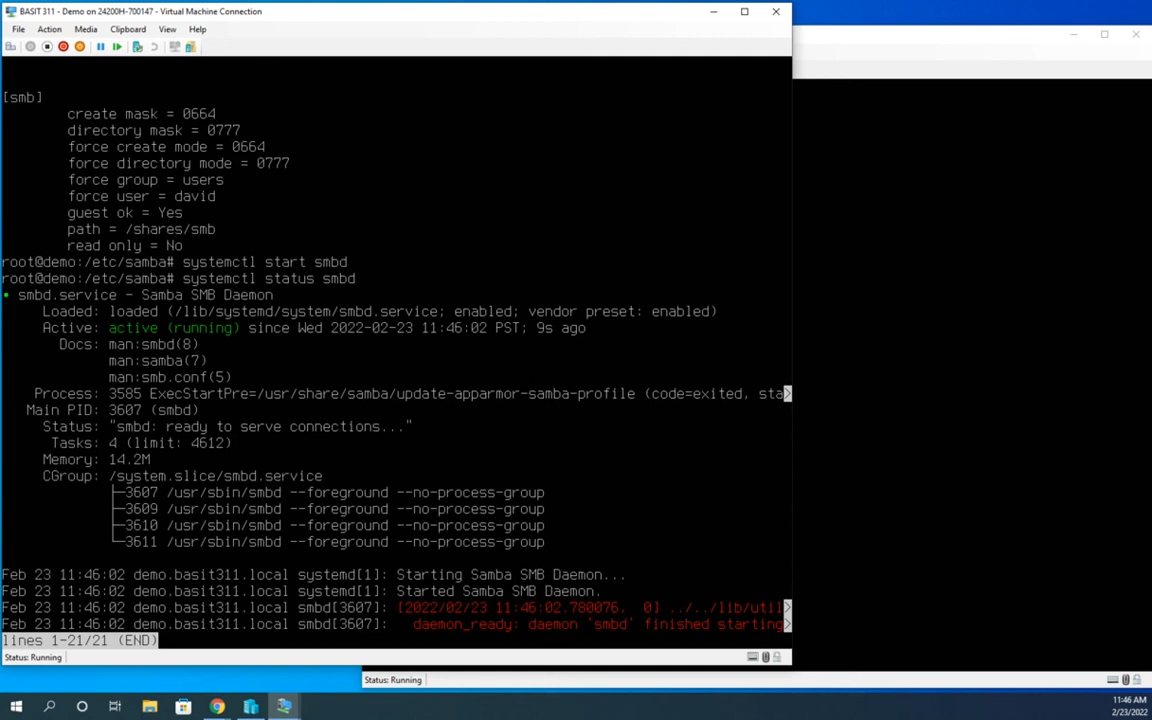 BASIT 311 - Demo on 24200H-700147 - Virtual Machine Connection
File Action Media Clipboard View Help
[smb]
create mask = 0664
directory mask = 0777
force create mode = 0664
force directory mode = 0777
force group = users
force user = david
guest ok = Yes
path = /shares/smb
read only = No
root@demo:/etc/samba# systemctl start smbd
root@demo:/etc/samba# systemctl status smbd
● smbd.service - Samba SMB Daemon
Loaded: loaded (/lib/systemd/system/smbd.service; enabled; vendor preset: enabled)
Active: active (running) since Wed 2022-02-23 11:46:02 PST; 9s ago
Docs: man:smbd(8)
man:samba(7)
man:smb.conf(5)
Process: 3585 ExecStartPre=/usr/share/samba/update-apparmor-samba-profile (code=exited, sta>
Main PID: 3607 (smbd)
Status: "smbd: ready to serve connections..."
Tasks: 4 (limit: 4612)
Memory: 14.2M
CGroup: /system.slice/smbd.service
├─3607 /usr/sbin/smbd --foreground --no-process-group
├─3609 /usr/sbin/smbd --foreground --no-process-group
├─3610 /usr/sbin/smbd --foreground --no-process-group
└─3611 /usr/sbin/smbd --foreground --no-process-group
Feb 23 11:46:02 demo.basit311.local systemd[1]: Starting Samba SMB Daemon...
Feb 23 11:46:02 demo.basit311.local systemd[1]: Started Samba SMB Daemon.
Feb 23 11:46:02 demo.basit311.local smbd[3607]: [2022/02/23 11:46:02.780076,  0] ../../lib/util>
Feb 23 11:46:02 demo.basit311.local smbd[3607]:   daemon_ready: daemon 'smbd' finished starting>
lines 1-21/21 (END)
Status: Running
Status: Running
11:46 AM
2/23/2022